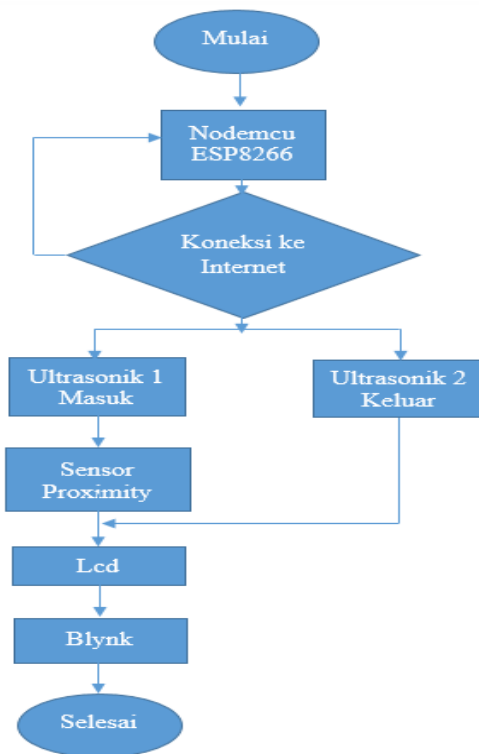 Mulai
Nodemcu
ESP8266
Koneksi ke
Internet
Ultrasonik 1
Masuk
Ultrasonik 2
Keluar
Sensor
Proximity
Lcd
Blynk
Selesai